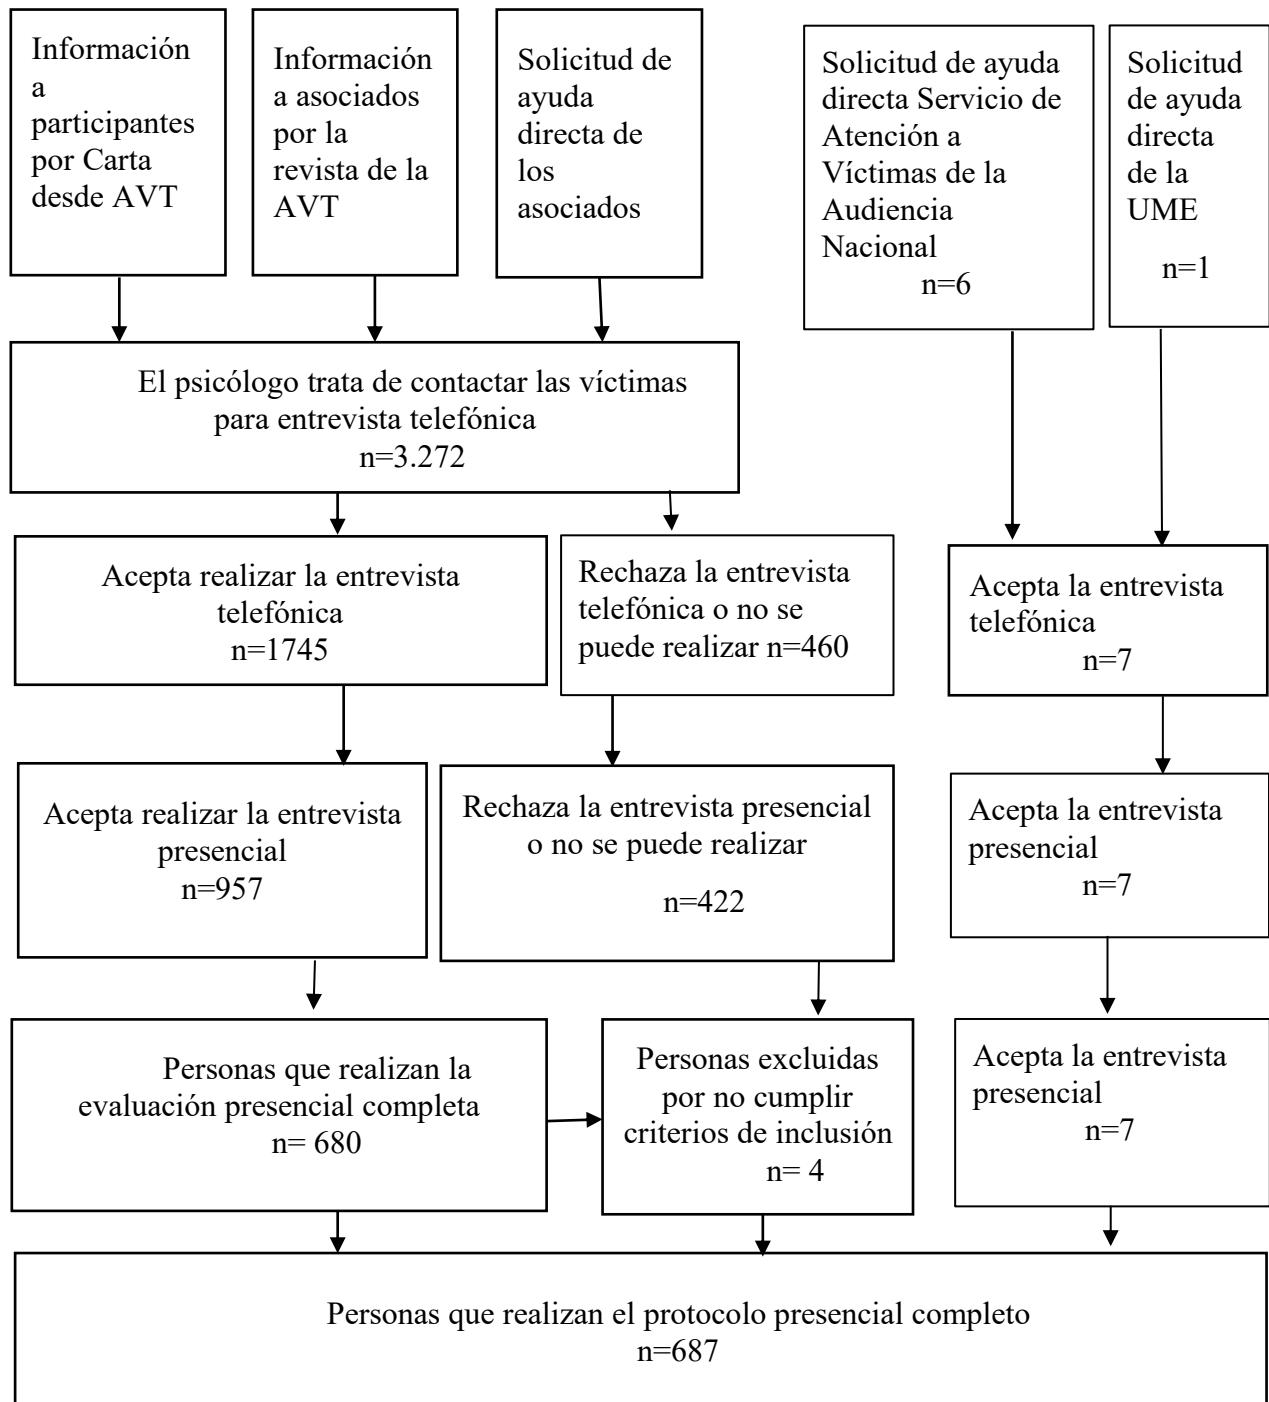 Información
a
participantes
por Carta
desde AVT
Información
a asociados
por la
revista de la
AVT
Solicitud de
ayuda
directa de
los
asociados
Solicitud de ayuda
directa Servicio de
Atención a
Víctimas de la
Audiencia
Nacional
n=6
Solicitud
de ayuda
directa
de la
UME
n=1
El psicólogo trata de contactar las víctimas
para entrevista telefónica
n=3.272
Acepta realizar la entrevista
telefónica
n=1745
Rechaza la entrevista
telefónica o no se
puede realizar n=460
Acepta la entrevista
telefónica
n=7
Acepta realizar la entrevista
presencial
n=957
Rechaza la entrevista presencial
o no se puede realizar
n=422
Acepta la entrevista
presencial
n=7
Personas que realizan la
evaluación presencial completa
n= 680
Personas excluidas
por no cumplir
criterios de inclusión
n= 4
Acepta la entrevista
presencial
n=7
Personas que realizan el protocolo presencial completo
n=687